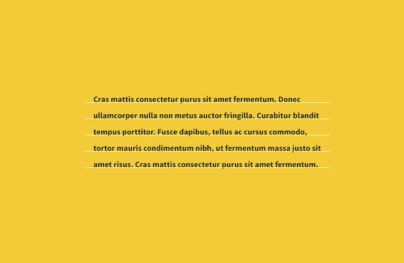 Cras mattis consectetur purus sit amet fermentum. Donec
ullamcorper nulla non metus auctor fringilla. Curabitur blandit
tempus porttitor. Fusce dapibus, tellus ac cursus commodo,
tortor mauris condimentum nibh, ut fermentum massa justo sit
amet risus. Cras mattis consectetur purus sit amet fermentum.